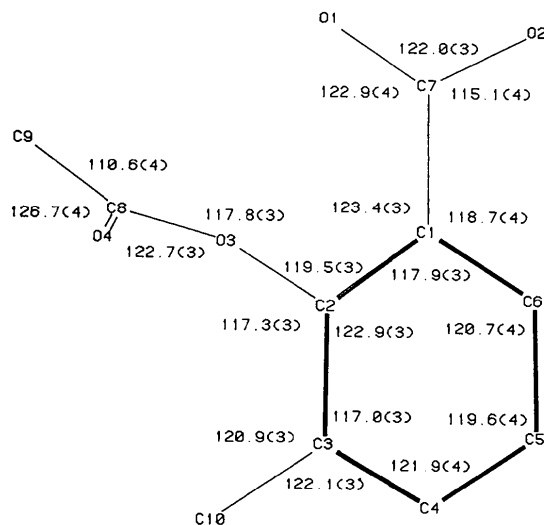 O1
O2
122.0(3)
C7
122.9(4) 115.1(4)
C9
110.6(4)
126.7(4) C8 117.8(3) 123.4(3) 118.7(4)
O4 O3 C1
122.7(3)
119.5(3) 117.9(3)
C2 C6
117.3(3) 122.9(3) 120.7(4)
117.0(3) 119.6(4)
120.9(3) C3 C5
121.9(4)
122.1(3)
C4
C10